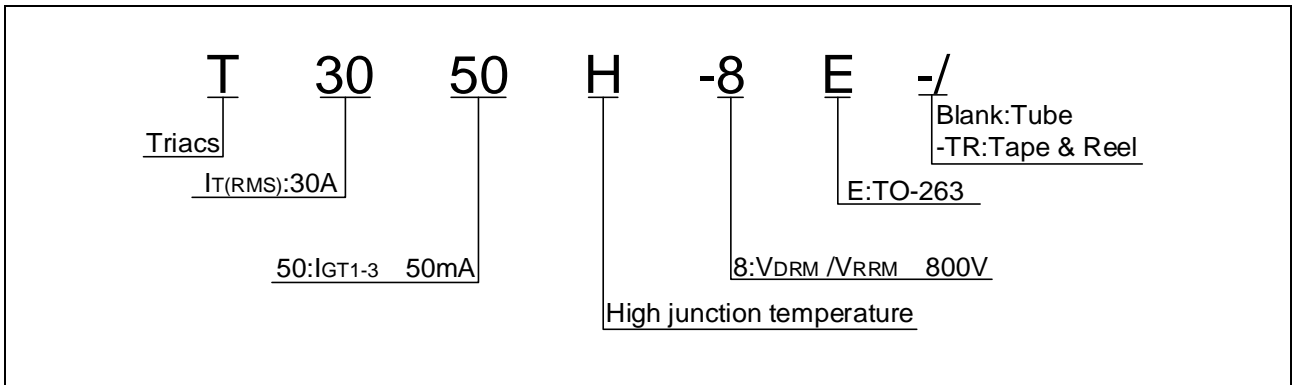 T 30 50 H -8 E -/
Blank:Tube
Triacs
-TR:Tape & Reel
IT(RMS):30A
E:TO-263
50:IGT1-3 50mA
8:VDRM /VRRM 800V
High junction temperature